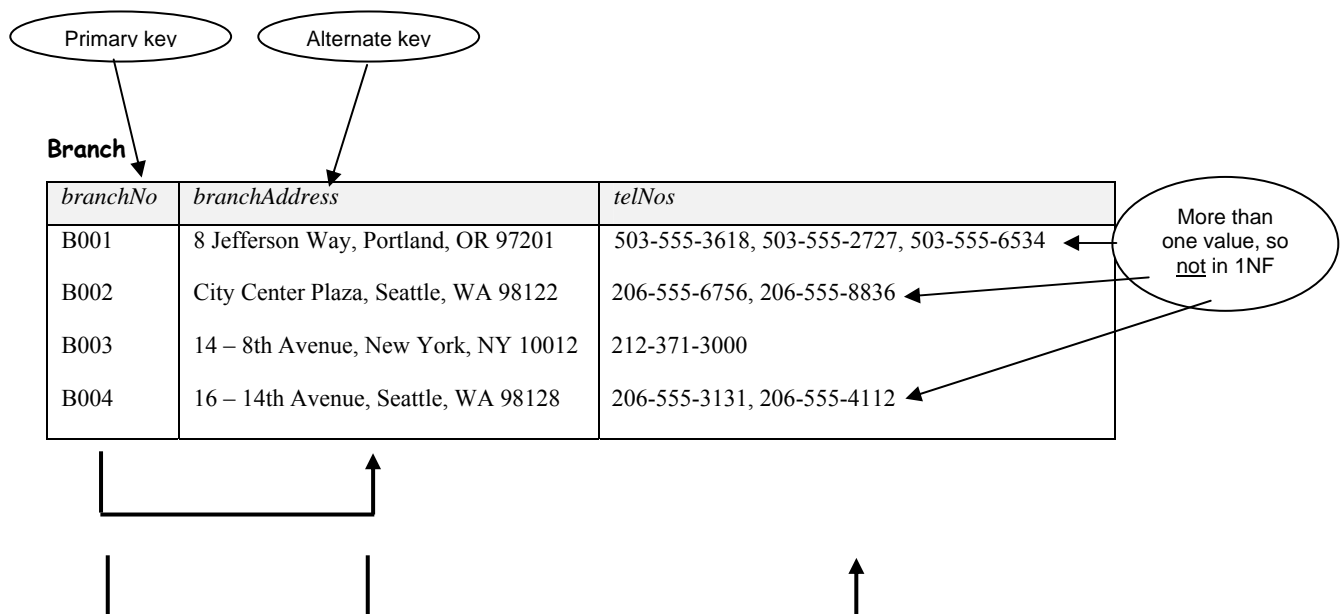 Primary key
Alternate key
Branch
branchNo branchAddress telNos
B001 8 Jefferson Way, Portland, OR 97201 503-555-3618, 503-555-2727, 503-555-6534
B002 City Center Plaza, Seattle, WA 98122 206-555-6756, 206-555-8836
B003 14 – 8th Avenue, New York, NY 10012 212-371-3000
B004 16 – 14th Avenue, Seattle, WA 98128 206-555-3131, 206-555-4112
More than
one value, so
not in 1NF